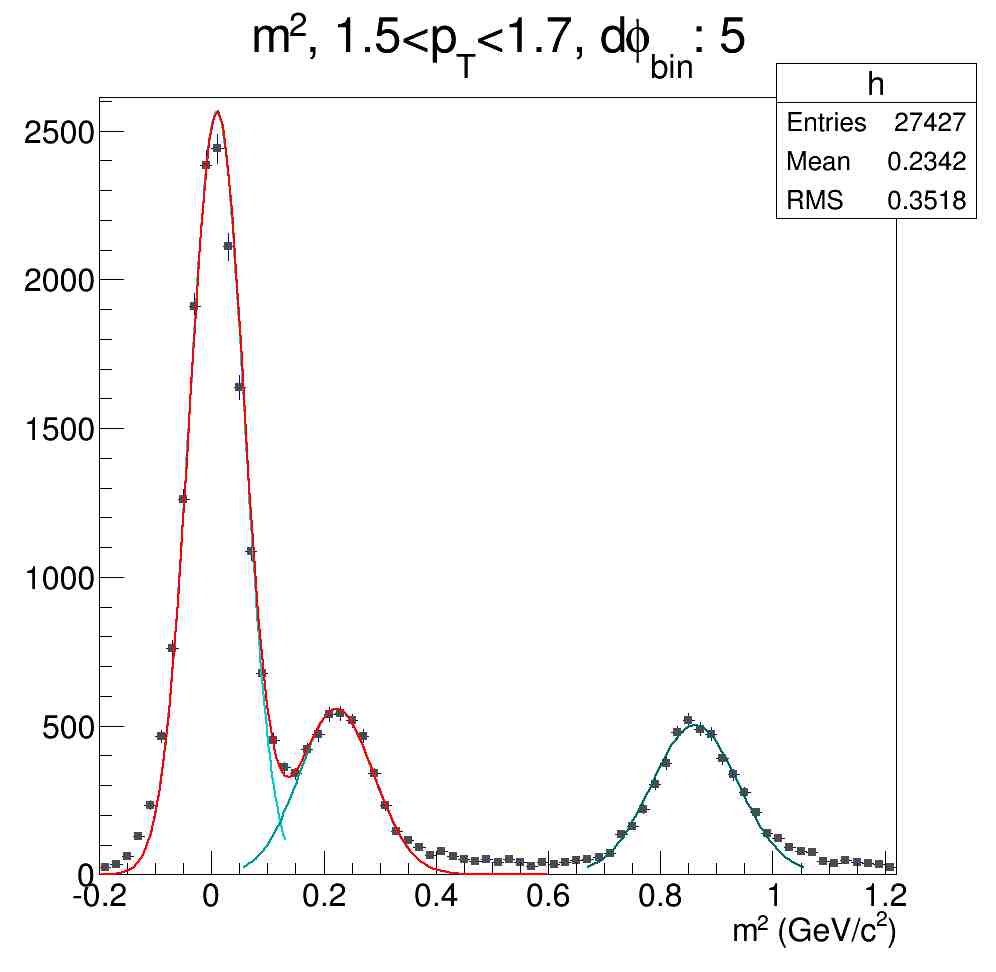 m², 1.5<p_T<1.7, dϕ_bin: 5
h
Entries 27427
Mean 0.2342
RMS 0.3518
2500
2000
1500
1000
500
0
-0.2 0 0.2 0.4 0.6 0.8 1 1.2
m² (GeV/c²)